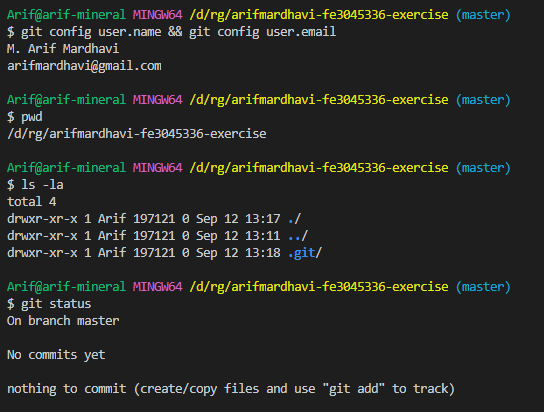 Arif@arif-mineral MINGW64 /d/rg/arifmardhavi-fe3045336-exercise (master)
$ git config user.name && git config user.email
M. Arif Mardhavi
arifmardhavi@gmail.com

Arif@arif-mineral MINGW64 /d/rg/arifmardhavi-fe3045336-exercise (master)
$ pwd
/d/rg/arifmardhavi-fe3045336-exercise

Arif@arif-mineral MINGW64 /d/rg/arifmardhavi-fe3045336-exercise (master)
$ ls -la
total 4
drwxr-xr-x 1 Arif 197121 0 Sep 12 13:17 ./
drwxr-xr-x 1 Arif 197121 0 Sep 12 13:11 ../
drwxr-xr-x 1 Arif 197121 0 Sep 12 13:18 .git/

Arif@arif-mineral MINGW64 /d/rg/arifmardhavi-fe3045336-exercise (master)
$ git status
On branch master

No commits yet

nothing to commit (create/copy files and use "git add" to track)